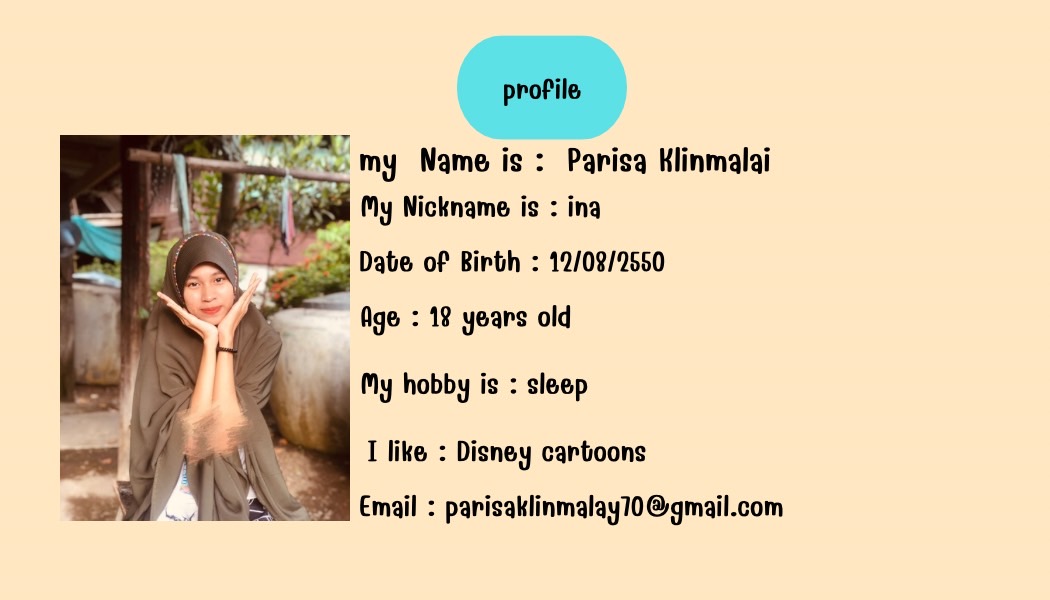 profile
my Name is : Parisa Klinmalai
My Nickname is : ina
Date of Birth : 12/08/2550
Age : 18 years old
My hobby is : sleep
I like : Disney cartoons
Email : parisaklinmalay70@gmail.com